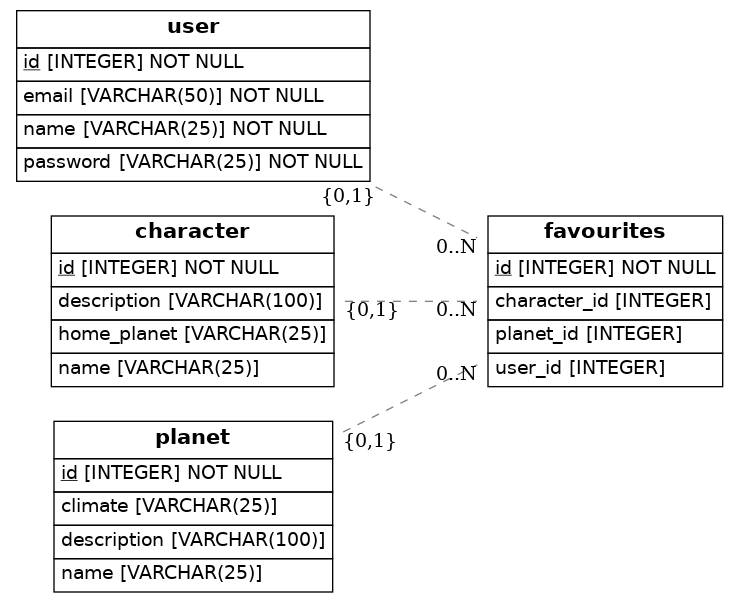 user
id [INTEGER] NOT NULL
email [VARCHAR(50)] NOT NULL
name [VARCHAR(25)] NOT NULL
password [VARCHAR(25)] NOT NULL
{0,1}
0..N
character
id [INTEGER] NOT NULL
description [VARCHAR(100)]
home_planet [VARCHAR(25)]
name [VARCHAR(25)]
{0,1}
0..N
favourites
id [INTEGER] NOT NULL
character_id [INTEGER]
planet_id [INTEGER]
user_id [INTEGER]
0..N
{0,1}
planet
id [INTEGER] NOT NULL
climate [VARCHAR(25)]
description [VARCHAR(100)]
name [VARCHAR(25)]